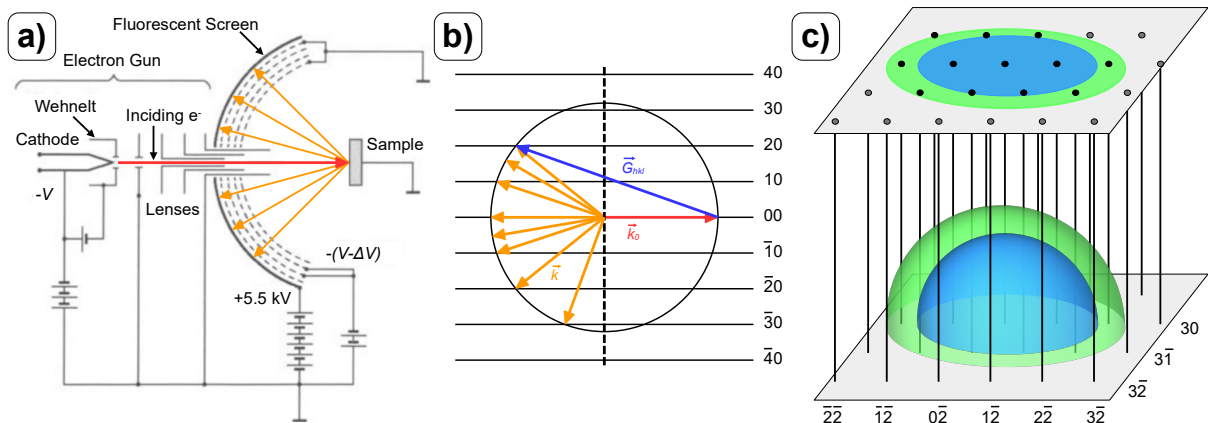 a)
Fluorescent Screen
Electron Gun
Wehnelt
Inciding e⁻
Cathode
Sample
-V
Lenses
-(V-ΔV)
+5.5 kV
b)
40
30
20
10
00
1̅0
2̅0
3̅0
4̅0
G⃗hkl
k⃗₀
k⃗
c)
30
31̅
32̅
2̅2̅
1̅2̅
02̅
12̅
22̅
32̅